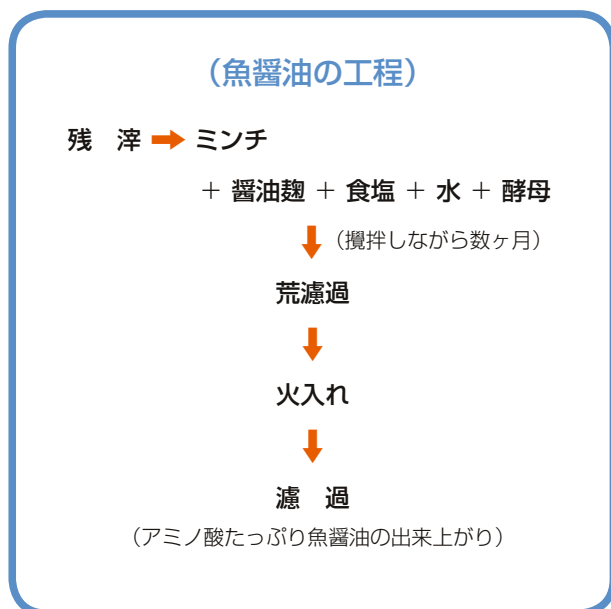 （魚醤油の工程）
残　滓 ➡ ミンチ
＋ 醤油麹 ＋ 食塩 ＋ 水 ＋ 酵母
（攪拌しながら数ヶ月）
荒濾過
火入れ
濾　過
（アミノ酸たっぷり魚醤油の出来上がり）